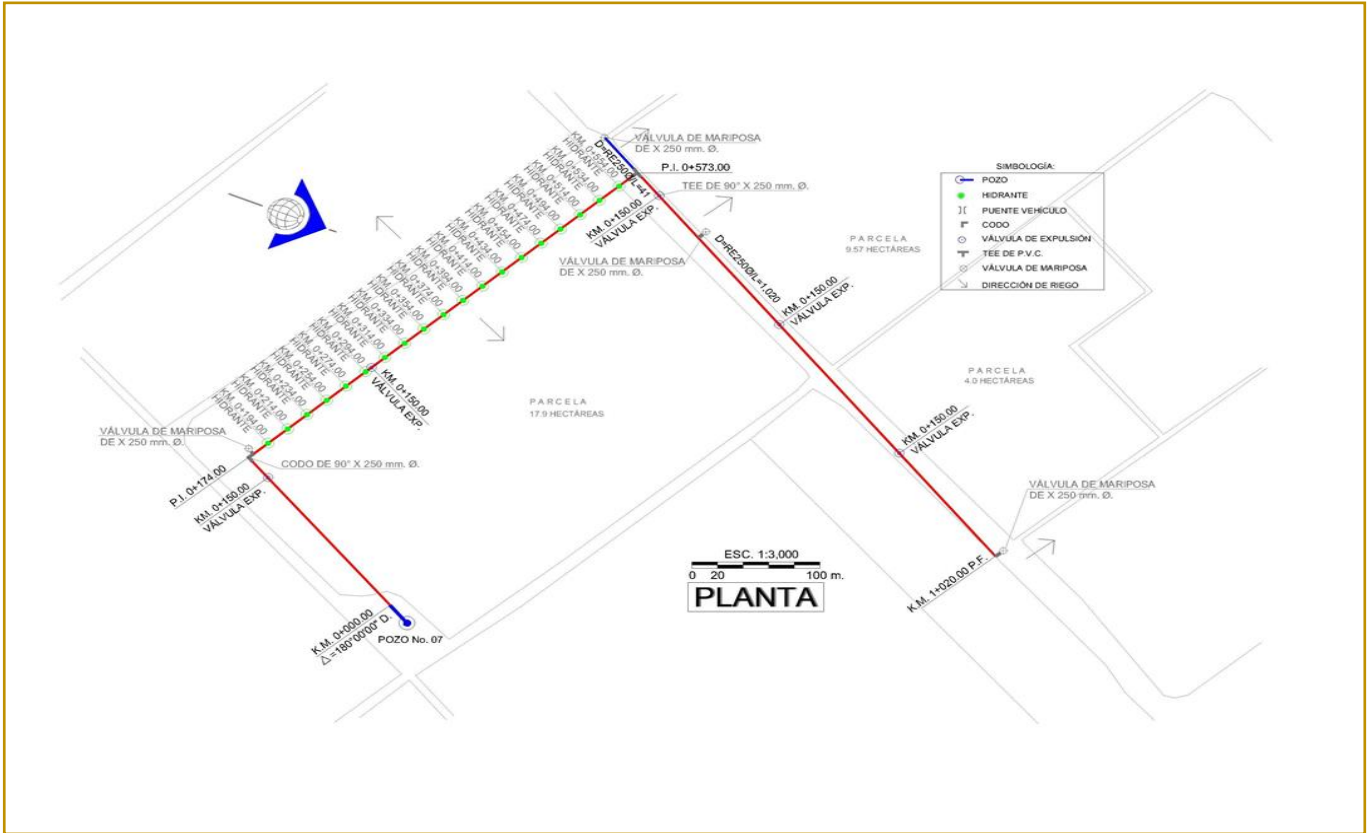 VÁLVULA DE MARIPOSA
DE X 250 mm. Ø.
D=RE250Ø/L=41
P.I. 0+573.00
TEE DE 90° X 250 mm. Ø.
KM. 0+150.00
VÁLVULA EXP.
KM. 0+554.00
HIDRANTE
KM. 0+534.00
HIDRANTE
KM. 0+514.00
HIDRANTE
KM. 0+494.00
HIDRANTE
KM. 0+474.00
HIDRANTE
KM. 0+454.00
HIDRANTE
KM. 0+434.00
HIDRANTE
KM. 0+414.00
HIDRANTE
KM. 0+394.00
HIDRANTE
KM. 0+374.00
HIDRANTE
KM. 0+354.00
HIDRANTE
KM. 0+334.00
HIDRANTE
KM. 0+314.00
HIDRANTE
KM. 0+294.00
HIDRANTE
KM. 0+274.00
HIDRANTE
KM. 0+254.00
HIDRANTE
KM. 0+234.00
HIDRANTE
KM. 0+214.00
HIDRANTE
KM. 0+194.00
HIDRANTE
SIMBOLOGÍA:
POZO
HIDRANTE
PUENTE VEHÍCULO
CODO
VÁLVULA DE EXPULSIÓN
TEE DE P.V.C.
VÁLVULA DE MARIPOSA
DIRECCIÓN DE RIEGO
PARCELA
9.57 HECTÁREAS
VÁLVULA DE MARIPOSA
DE X 250 mm. Ø.
D=RE250Ø/L=1,020
KM. 0+150.00
VÁLVULA EXP.
KM. 0+150.00
VÁLVULA EXP.
PARCELA
4.0 HECTÁREAS
PARCELA
17.9 HECTÁREAS
KM. 0+150.00
VÁLVULA EXP.
VÁLVULA DE MARIPOSA
DE X 250 mm. Ø.
CODO DE 90° X 250 mm. Ø.
P.I. 0+174.00
KM. 0+150.00
VÁLVULA EXP.
VÁLVULA DE MARIPOSA
DE X 250 mm. Ø.
K.M. 1+020.00 P.F.
ESC. 1:3,000
0 20 100 m.
PLANTA
K.M. 0+000.00
△=180°00'00" D.
POZO No. 07